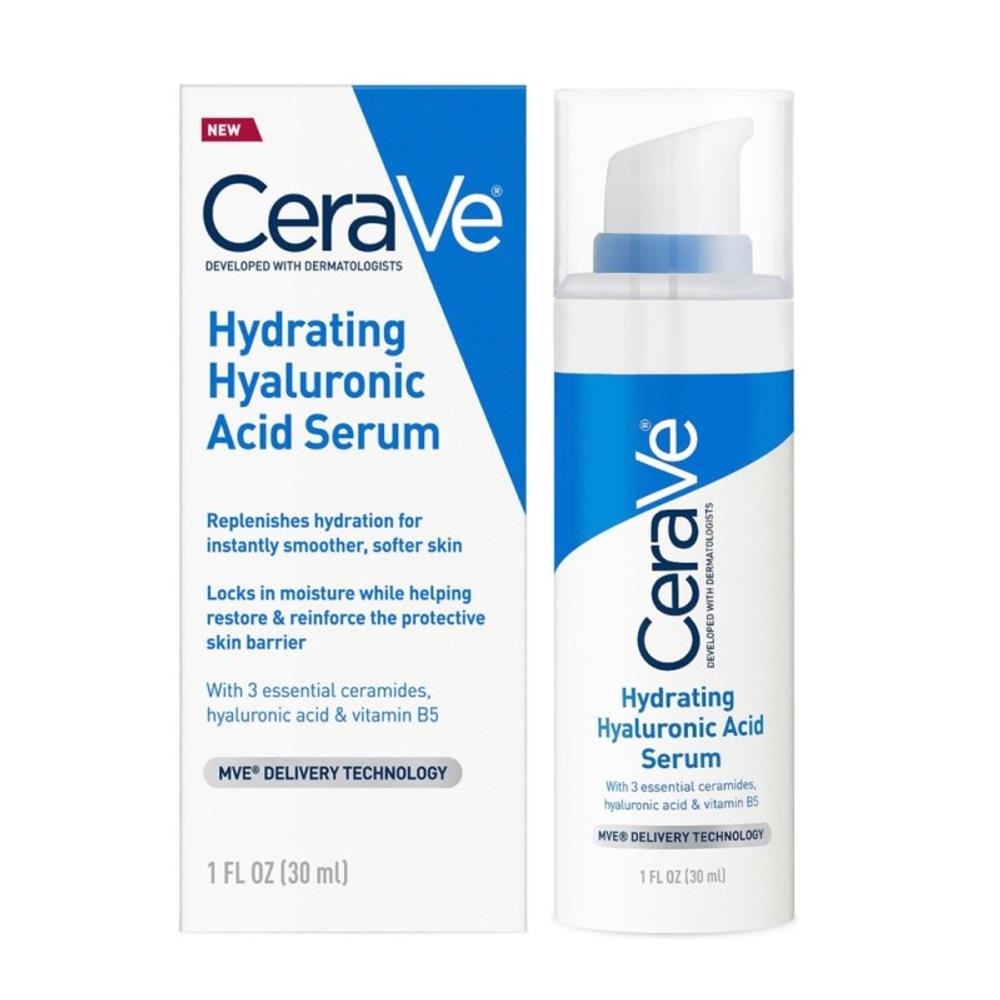 NEW
CeraVe®
DEVELOPED WITH DERMATOLOGISTS
Hydrating
Hyaluronic
Acid Serum
Replenishes hydration for
instantly smoother, softer skin
Locks in moisture while helping
restore & reinforce the protective
skin barrier
With 3 essential ceramides,
hyaluronic acid & vitamin B5
MVE® DELIVERY TECHNOLOGY
1 FL OZ (30 ml)
CeraVe®
DEVELOPED WITH DERMATOLOGISTS
Hydrating
Hyaluronic Acid
Serum
With 3 essential ceramides,
hyaluronic acid & vitamin B5
MVE® DELIVERY TECHNOLOGY
1 FL OZ (30 ml)